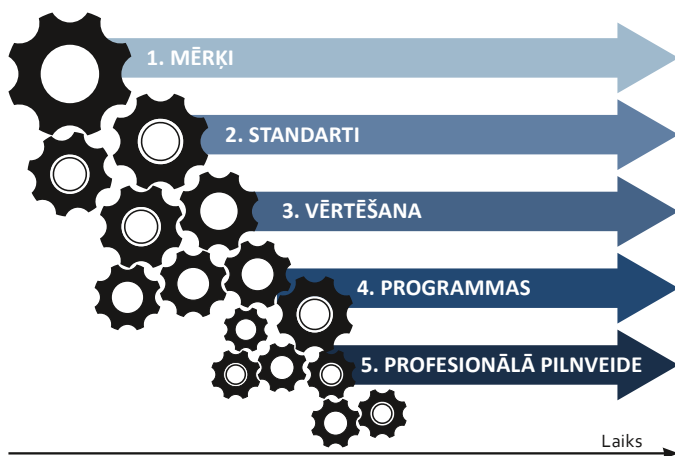 1. MĒRĶI
2. STANDARTI
3. VĒRTĒŠANA
4. PROGRAMMAS
5. PROFESIONĀLĀ PILNVEIDE
Laiks